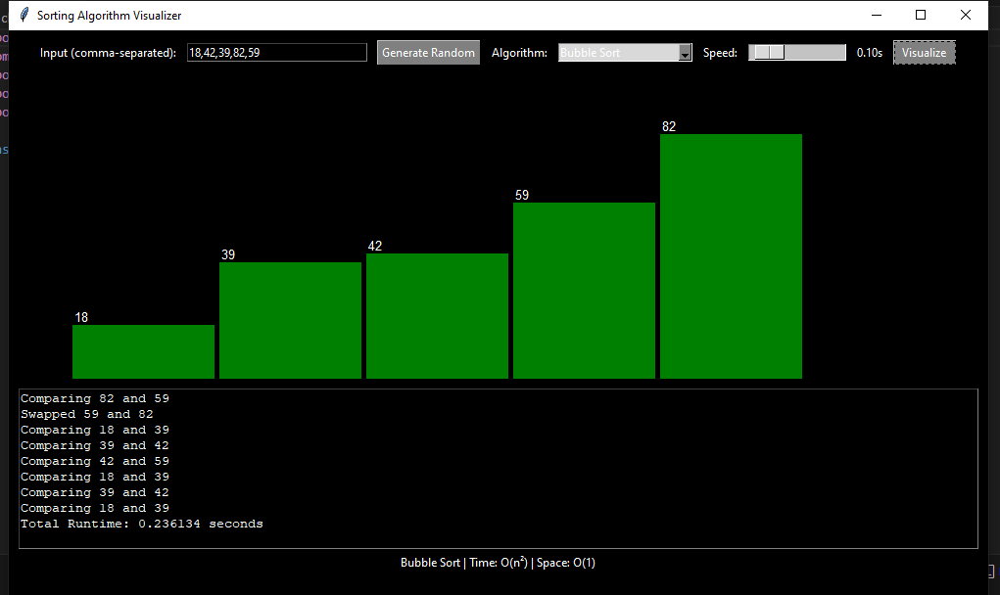 Sorting Algorithm Visualizer
Input (comma-separated): 18,42,39,82,59 Generate Random Algorithm: Bubble Sort Speed: 0.10s Visualize
82
59
42
39
18
Comparing 82 and 59
Swapped 59 and 82
Comparing 18 and 39
Comparing 39 and 42
Comparing 42 and 59
Comparing 18 and 39
Comparing 39 and 42
Comparing 18 and 39
Total Runtime: 0.236134 seconds
Bubble Sort | Time: O(n²) | Space: O(1)